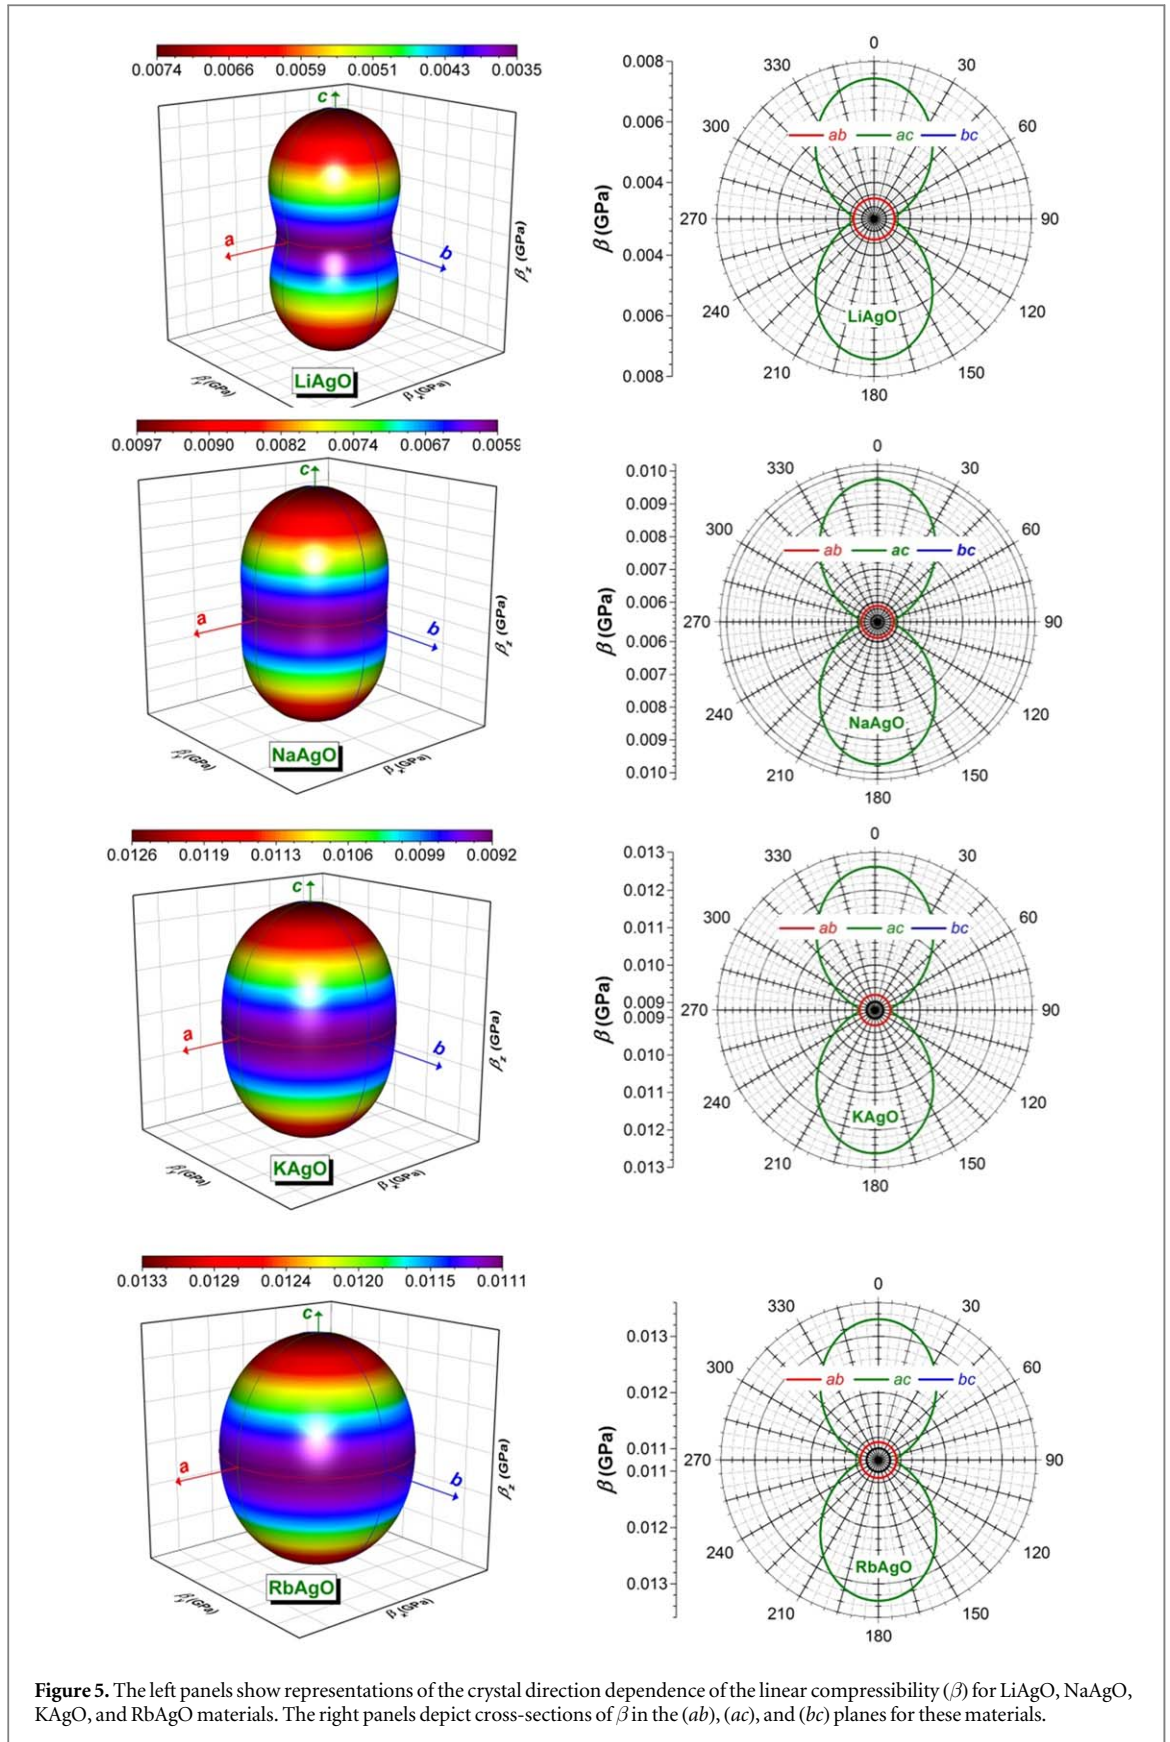 0.0074 0.0066 0.0059 0.0051 0.0043 0.0035
c
a
b
βz (GPa)
βy (GPa)
βx (GPa)
LiAgO
0.008
0.006
0.004
0.004
0.006
0.008
β (GPa)
0
330 30
300 60
ab ac bc
270 90
240 120
LiAgO
210 150
180
0.0097 0.0090 0.0082 0.0074 0.0067 0.0059
c
a
b
βz (GPa)
βy (GPa)
βx (GPa)
NaAgO
0.010
0.009
0.008
0.007
0.006
0.006
0.007
0.008
0.009
0.010
β (GPa)
0
330 30
300 60
ab ac bc
270 90
240 120
NaAgO
210 150
180
0.0126 0.0119 0.0113 0.0106 0.0099 0.0092
c
a
b
βz (GPa)
βy (GPa)
βx (GPa)
KAgO
0.013
0.012
0.011
0.010
0.009
0.009
0.010
0.011
0.012
0.013
β (GPa)
0
330 30
300 60
ab ac bc
270 90
240 120
KAgO
210 150
180
0.0133 0.0129 0.0124 0.0120 0.0115 0.0111
c
a
b
βz (GPa)
βy (GPa)
βx (GPa)
RbAgO
0.013
0.012
0.011
0.011
0.012
0.013
β (GPa)
0
330 30
300 60
ab ac bc
270 90
240 120
RbAgO
210 150
180
Figure 5. The left panels show representations of the crystal direction dependence of the linear compressibility (β) for LiAgO, NaAgO,
KAgO, and RbAgO materials. The right panels depict cross-sections of β in the (ab), (ac), and (bc) planes for these materials.